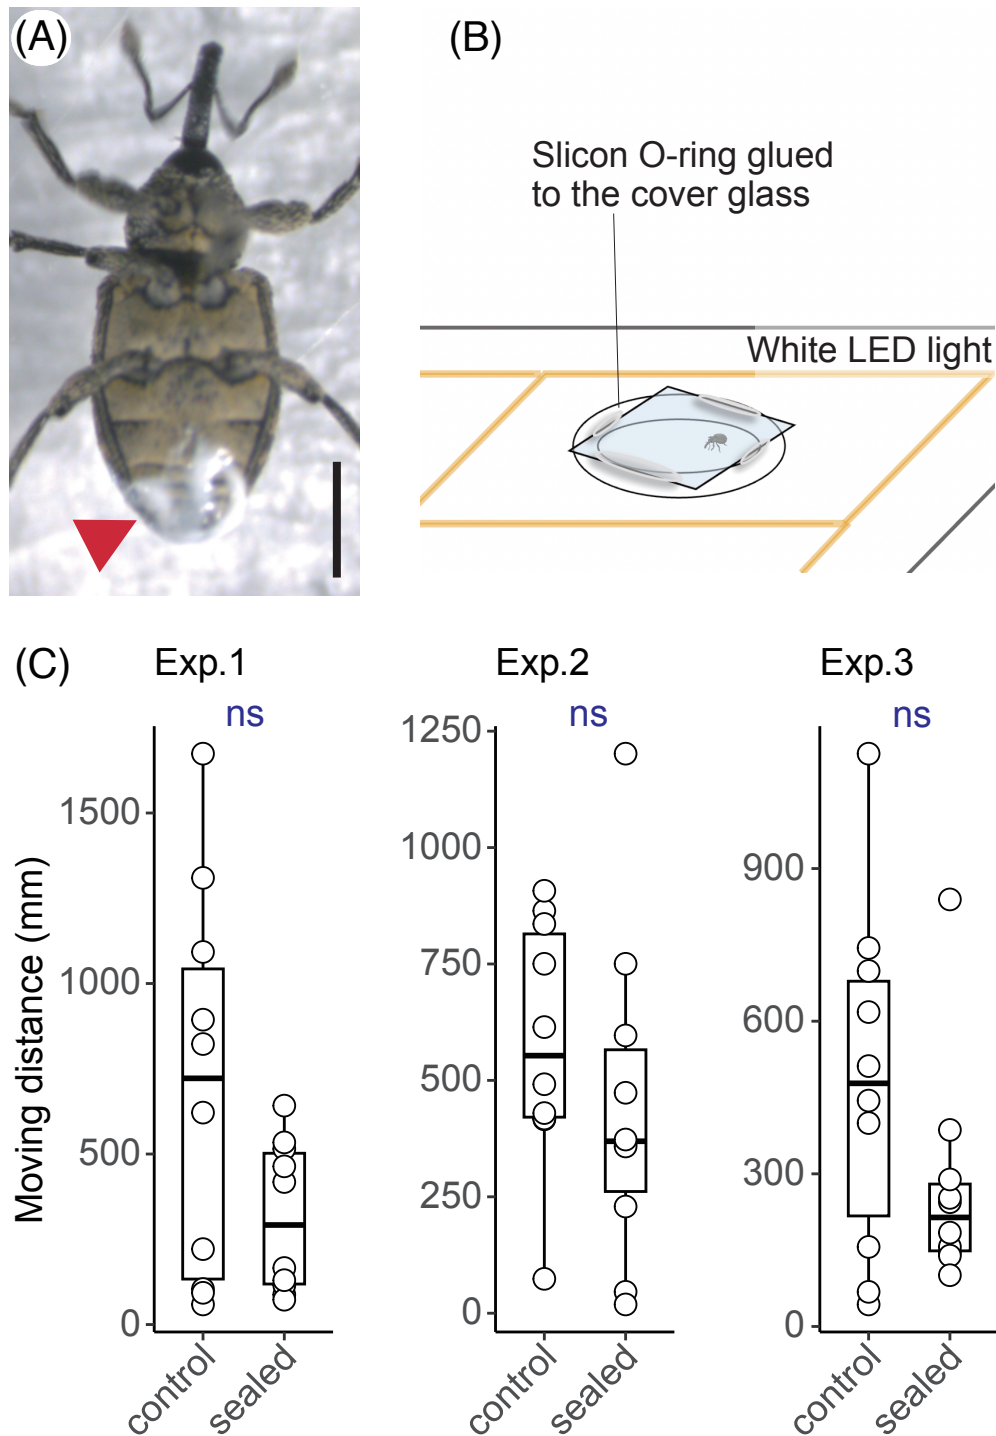 (A)
(B)
Slicon O-ring glued
to the cover glass
White LED light
(C)
Exp.1
Exp.2
Exp.3
ns
ns
ns
Moving distance (mm)
1500
1000
500
0
control
sealed
1250
1000
750
500
250
0
control
sealed
900
600
300
0
control
sealed